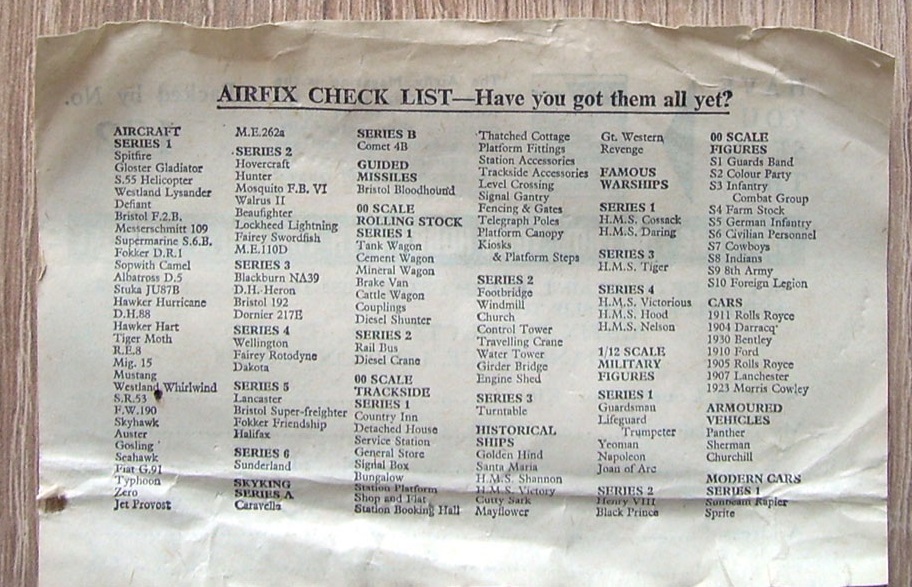 AIRFIX CHECK LIST—Have you got them all yet?
AIRCRAFT
SERIES 1
Spitfire
Gloster Gladiator
S.55 Helicopter
Westland Lysander
Defiant
Bristol F.2.B.
Messerschmitt 109
Supermarine S.6.B.
Fokker D.R.I
Sopwith Camel
Albatross D.5
Stuka JU87B
Hawker Hurricane
D.H.88
Hawker Hart
Tiger Moth
R.E.8
Mig. 15
Mustang
Westland Whirlwind
S.R.53
F.W.190
Skyhawk
Auster
Gosling
Seahawk
Fiat G.91
Typhoon
Zero
Jet Provost
M.E.262a
SERIES 2
Hovercraft
Hunter
Mosquito F.B. VI
Walrus II
Beaufighter
Lockheed Lightning
Fairey Swordfish
M.E.110D
SERIES 3
Blackburn NA39
D.H. Heron
Bristol 192
Dornier 217E
SERIES 4
Wellington
Fairey Rotodyne
Dakota
SERIES 5
Lancaster
Bristol Super-freighter
Fokker Friendship
Halifax
SERIES 6
Sunderland
SKYKING
SERIES A
Caravelle
SERIES B
Comet 4B
GUIDED
MISSILES
Bristol Bloodhound
00 SCALE
ROLLING STOCK
SERIES 1
Tank Wagon
Cement Wagon
Mineral Wagon
Brake Van
Cattle Wagon
Couplings
Diesel Shunter
SERIES 2
Rail Bus
Diesel Crane
00 SCALE
TRACKSIDE
SERIES 1
Country Inn
Detached House
Service Station
General Store
Signal Box
Bungalow
Station Platform
Shop and Flat
Station Booking Hall
Thatched Cottage
Platform Fittings
Station Accessories
Trackside Accessories
Level Crossing
Signal Gantry
Fencing & Gates
Telegraph Poles
Platform Canopy
Kiosks
& Platform Steps
SERIES 2
Footbridge
Windmill
Church
Control Tower
Travelling Crane
Water Tower
Girder Bridge
Engine Shed
SERIES 3
Turntable
HISTORICAL
SHIPS
Golden Hind
Santa Maria
H.M.S. Shannon
H.M.S. Victory
Cutty Sark
Mayflower
Gt. Western
Revenge
FAMOUS
WARSHIPS
SERIES 1
H.M.S. Cossack
H.M.S. Daring
SERIES 3
H.M.S. Tiger
SERIES 4
H.M.S. Victorious
H.M.S. Hood
H.M.S. Nelson
1/12 SCALE
MILITARY
FIGURES
SERIES 1
Guardsman
Lifeguard
Trumpeter
Yeoman
Napoleon
Joan of Arc
SERIES 2
Henry VIII
Black Prince
00 SCALE
FIGURES
S1 Guards Band
S2 Colour Party
S3 Infantry
Combat Group
S4 Farm Stock
S5 German Infantry
S6 Civilian Personnel
S7 Cowboys
S8 Indians
S9 8th Army
S10 Foreign Legion
CARS
1911 Rolls Royce
1904 Darracq
1930 Bentley
1910 Ford
1905 Rolls Royce
1907 Lanchester
1923 Morris Cowley
ARMOURED
VEHICLES
Panther
Sherman
Churchill
MODERN CARS
SERIES 1
Sunbeam Rapier
Sprite